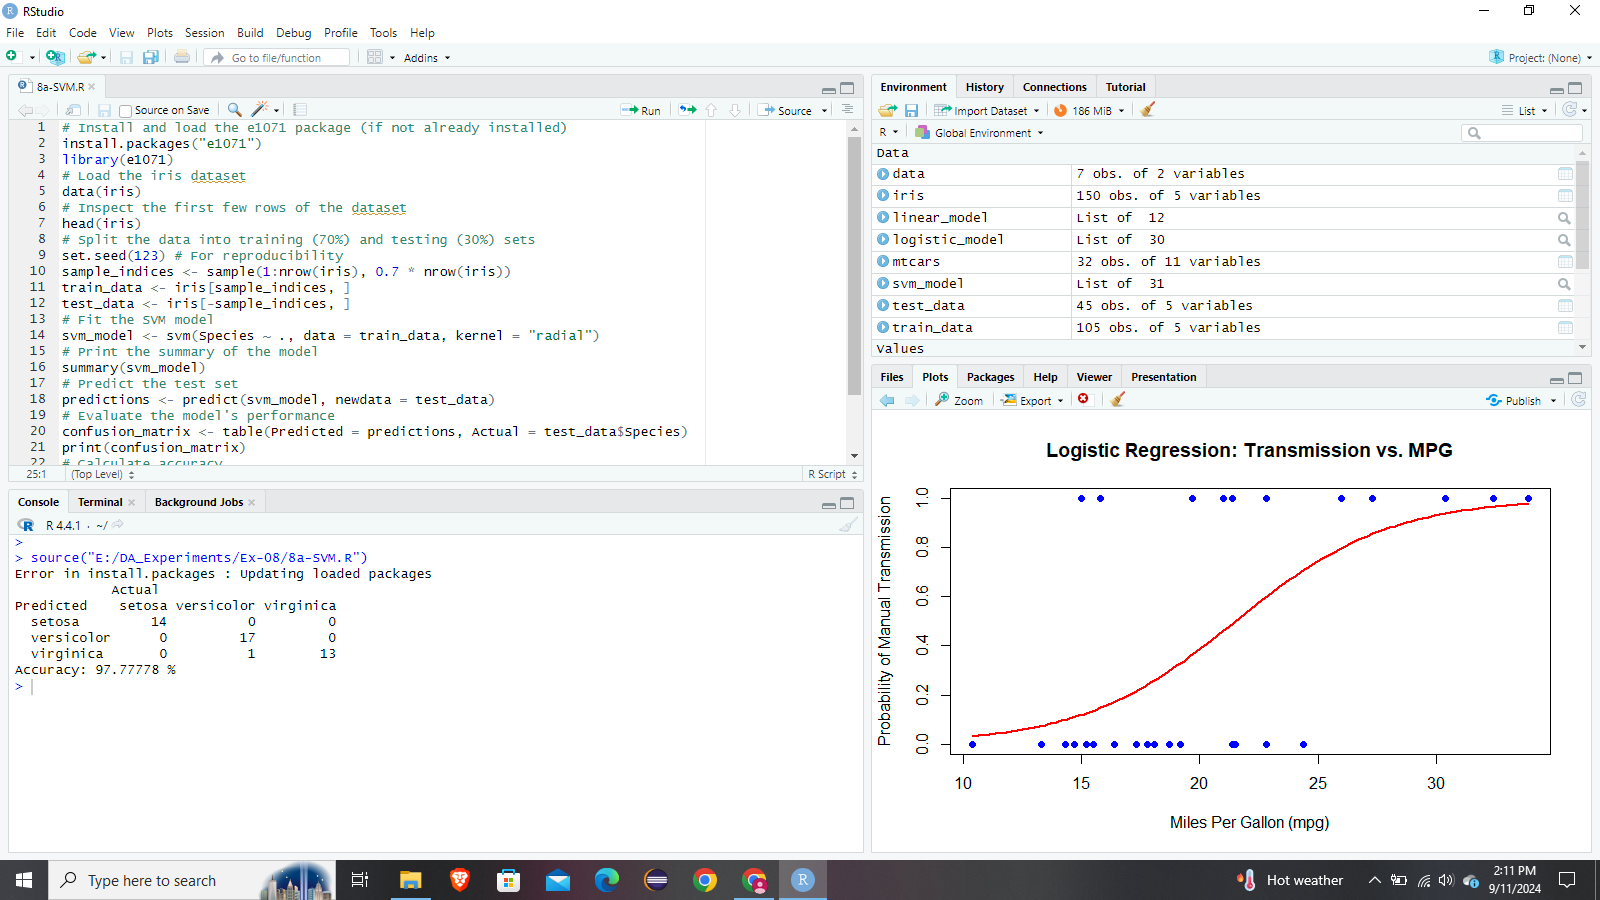 RStudio
File Edit Code View Plots Session Build Debug Profile Tools Help
Go to file/function Addins Project: (None)
8a-SVM.R
Source on Save Run Source
1 # Install and load the e1071 package (if not already installed)
2 install.packages("e1071")
3 library(e1071)
4 # Load the iris dataset
5 data(iris)
6 # Inspect the first few rows of the dataset
7 head(iris)
8 # Split the data into training (70%) and testing (30%) sets
9 set.seed(123) # For reproducibility
10 sample_indices <- sample(1:nrow(iris), 0.7 * nrow(iris))
11 train_data <- iris[sample_indices, ]
12 test_data <- iris[-sample_indices, ]
13 # Fit the SVM model
14 svm_model <- svm(Species ~ ., data = train_data, kernel = "radial")
15 # Print the summary of the model
16 summary(svm_model)
17 # Predict the test set
18 predictions <- predict(svm_model, newdata = test_data)
19 # Evaluate the model's performance
20 confusion_matrix <- table(Predicted = predictions, Actual = test_data$Species)
21 print(confusion_matrix)
22 # Calculate accuracy
25:1 (Top Level) R Script
Console Terminal Background Jobs
R 4.4.1 · ~/
>
> source("E:/DA_Experiments/Ex-08/8a-SVM.R")
Error in install.packages : Updating loaded packages
Actual
Predicted setosa versicolor virginica
setosa 14 0 0
versicolor 0 17 0
virginica 0 1 13
Accuracy: 97.77778 %
>
Environment History Connections Tutorial
Import Dataset 186 MiB List
R Global Environment
Data
data 7 obs. of 2 variables
iris 150 obs. of 5 variables
linear_model List of 12
logistic_model List of 30
mtcars 32 obs. of 11 variables
svm_model List of 31
test_data 45 obs. of 5 variables
train_data 105 obs. of 5 variables
Values
Files Plots Packages Help Viewer Presentation
Zoom Export Publish
Logistic Regression: Transmission vs. MPG
Probability of Manual Transmission
1.0
0.8
0.6
0.4
0.2
0.0
10 15 20 25 30
Miles Per Gallon (mpg)
Type here to search
Hot weather
2:11 PM
9/11/2024